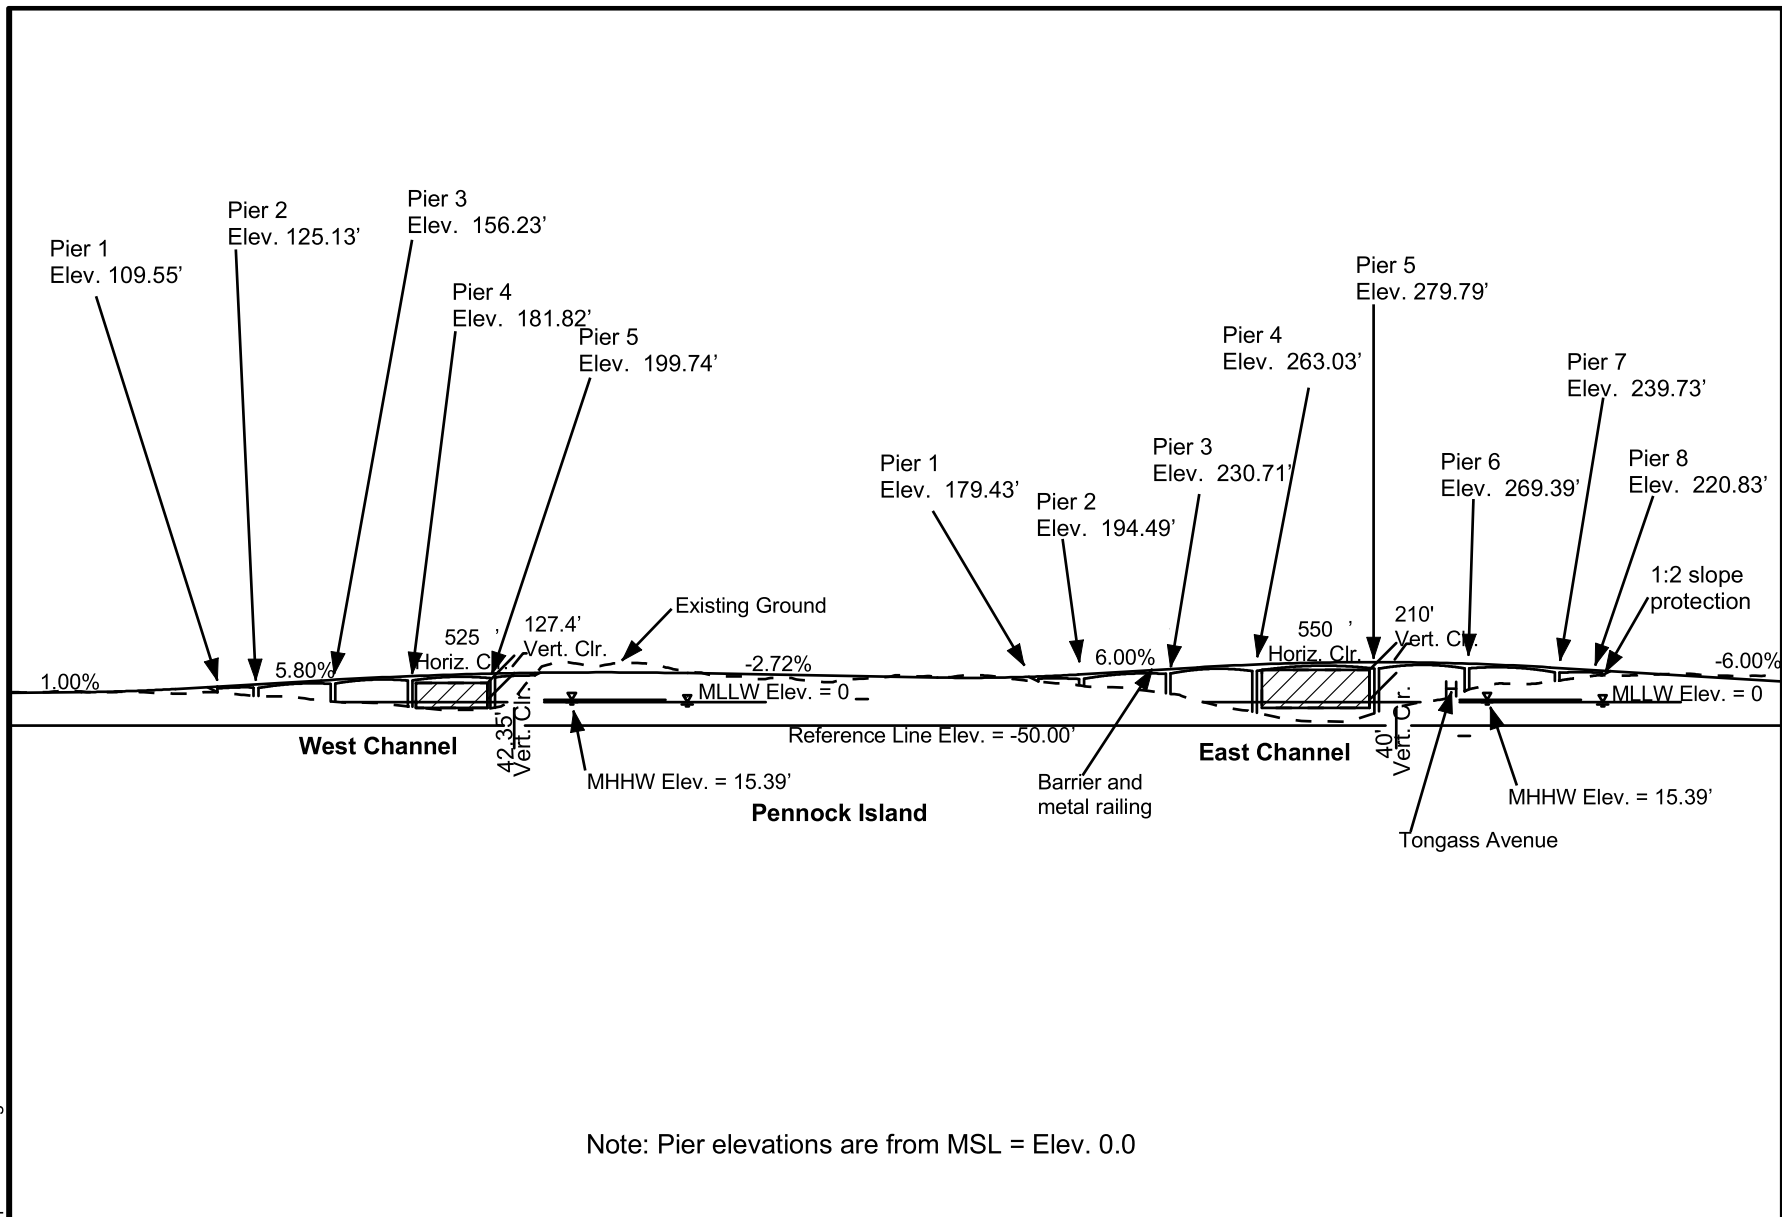 Pier 1
Elev. 109.55’
Pier 2
Elev. 125.13’
Pier 3
Elev. 156.23’
Pier 4
Elev. 181.82’
Pier 5
Elev. 199.74’
Pier 1
Elev. 179.43’
Pier 2
Elev. 194.49’
Pier 3
Elev. 230.71’
Pier 4
Elev. 263.03’
Pier 5
Elev. 279.79’
Pier 6
Elev. 269.39’
Pier 7
Elev. 239.73’
Pier 8
Elev. 220.83’
1:2 slope
protection
Existing Ground
525 ’
Horiz. Clr.
127.4’
Vert. Clr.
550 ’
Horiz. Clr.
210'
Vert. Clr.
1.00%
5.80%
-2.72%
6.00%
-6.00%
MLLW Elev. = 0
MLLW Elev. = 0
42.35'
Vert. Clr.
40'
Vert. Clr.
Reference Line Elev. = -50.00’
West Channel
East Channel
MHHW Elev. = 15.39’
Barrier and
metal railing
MHHW Elev. = 15.39’
Pennock Island
Tongass Avenue
Note: Pier elevations are from MSL = Elev. 0.0